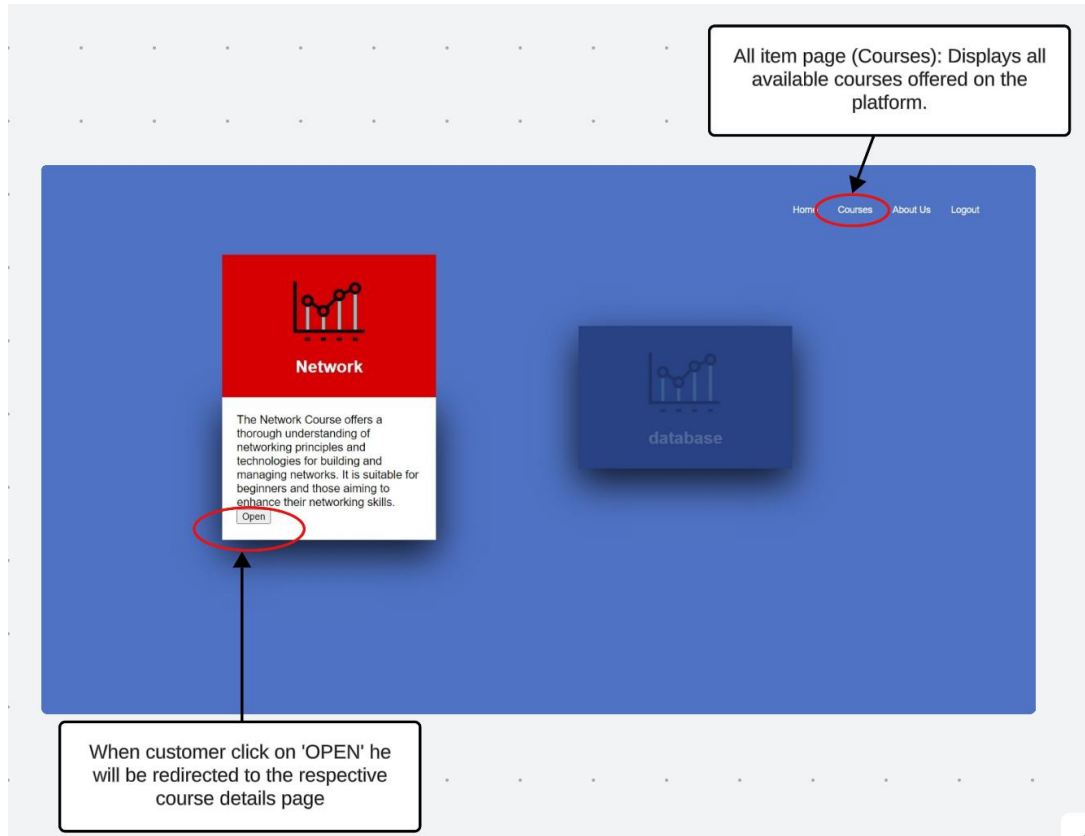 All item page (Courses): Displays all
available courses offered on the
platform.
Home Courses About Us Logout
Network
The Network Course offers a
thorough understanding of
networking principles and
technologies for building and
managing networks. It is suitable for
beginners and those aiming to
enhance their networking skills.
Open
database
When customer click on 'OPEN' he
will be redirected to the respective
course details page